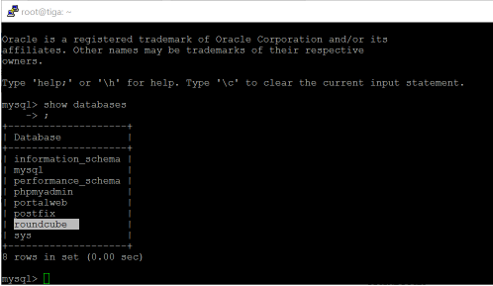 root@tiga: ~
Oracle is a registered trademark of Oracle Corporation and/or its
affiliates. Other names may be trademarks of their respective
owners.
Type 'help;' or '\h' for help. Type '\c' to clear the current input statement.
mysql> show databases
    -> ;
+--------------------+
| Database           |
+--------------------+
| information_schema |
| mysql              |
| performance_schema |
| phpmyadmin         |
| portalweb          |
| postfix            |
| roundcube          |
| sys                |
+--------------------+
8 rows in set (0.00 sec)
mysql>